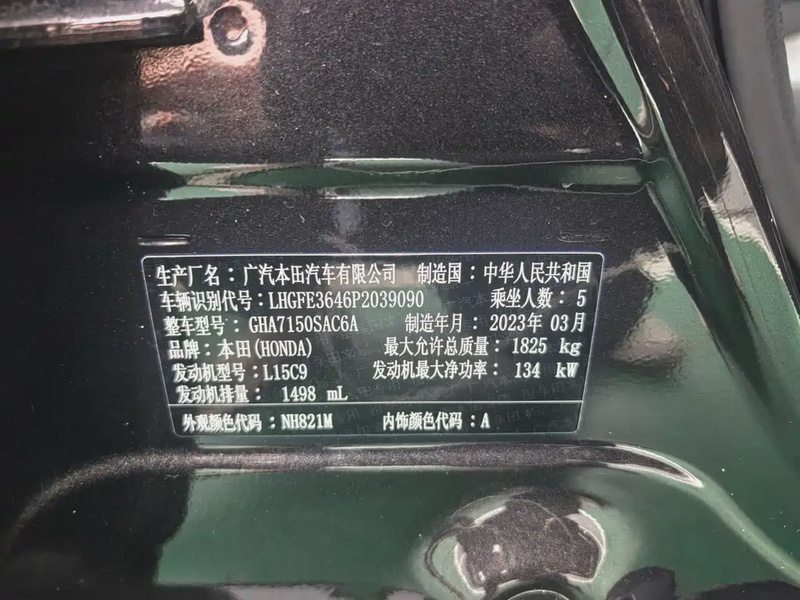 生产厂名：广汽本田汽车有限公司 制造国：中华人民共和国
车辆识别代号：LHGFE3646P2039090 乘坐人数：5
整车型号：GHA7150SAC6A 制造年月：2023年 03月
品牌：本田(HONDA) 最大允许总质量：1825 kg
发动机型号：L15C9 发动机最大净功率：134 kW
发动机排量：1498 mL
外观颜色代码：NH821M 内饰颜色代码：A